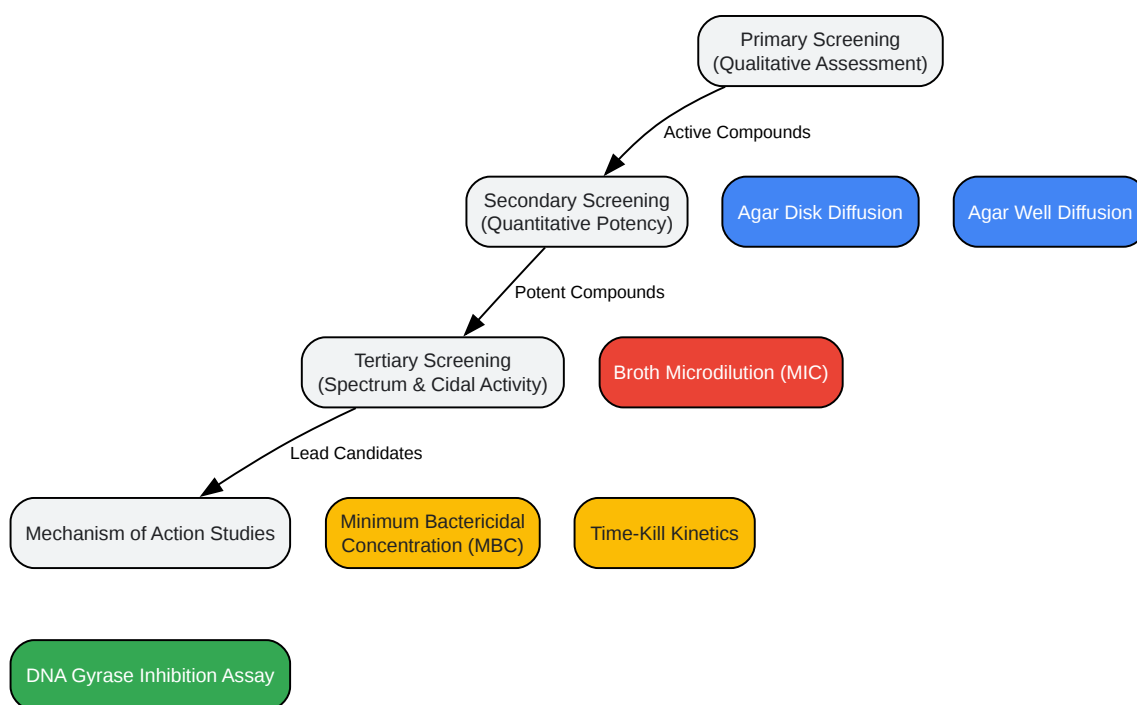 Primary Screening
(Qualitative Assessment)
Active Compounds
Secondary Screening
(Quantitative Potency)
Agar Disk Diffusion
Agar Well Diffusion
Potent Compounds
Tertiary Screening
(Spectrum & Cidal Activity)
Broth Microdilution (MIC)
Lead Candidates
Mechanism of Action Studies
Minimum Bactericidal
Concentration (MBC)
Time-Kill Kinetics
DNA Gyrase Inhibition Assay